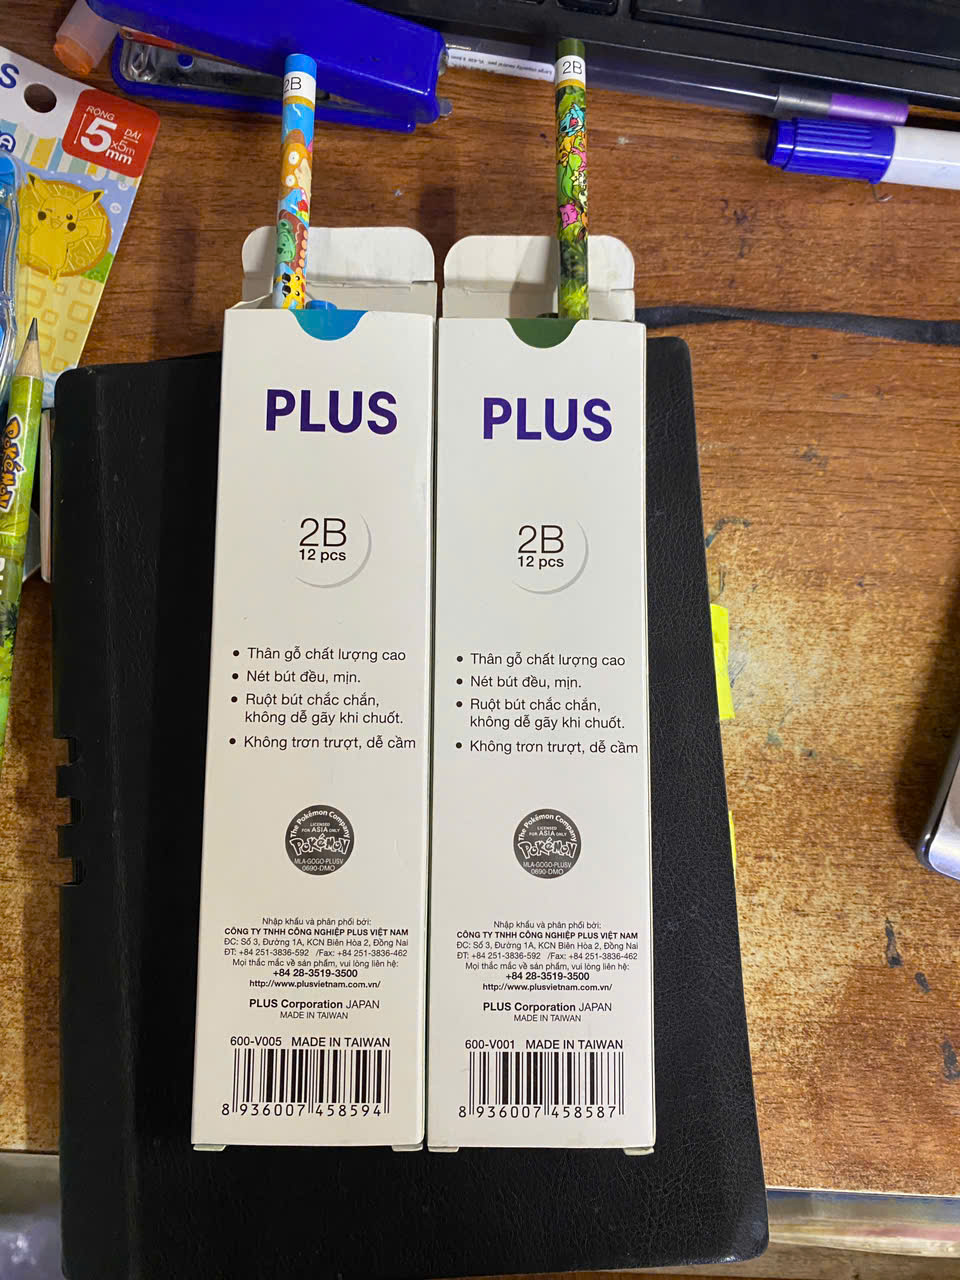 S
RỘNG
DÀI
5 x5m
mm
POKÉMON
2B
2B
PLUS
2B
12 pcs
• Thân gỗ chất lượng cao
• Nét bút đều, mịn.
• Ruột bút chắc chắn,
không dễ gãy khi chuốt.
• Không trơn trượt, dễ cầm
The Pokémon Company
LICENSED
FOR ASIA ONLY
POKÉMON
MLA-GOGO-PLUSV
0690-DMO
Nhập khẩu và phân phối bởi:
CÔNG TY TNHH CÔNG NGHIỆP PLUS VIỆT NAM
ĐC: Số 3, Đường 1A, KCN Biên Hòa 2, Đồng Nai
ĐT: +84 251-3836-592 /Fax: +84 251-3836-462
Mọi thắc mắc về sản phẩm, vui lòng liên hệ:
+84 28-3519-3500
http://www.plusvietnam.com.vn/
PLUS Corporation JAPAN
MADE IN TAIWAN
600-V005 MADE IN TAIWAN
8 936007 458594
PLUS
2B
12 pcs
• Thân gỗ chất lượng cao
• Nét bút đều, mịn.
• Ruột bút chắc chắn,
không dễ gãy khi chuốt.
• Không trơn trượt, dễ cầm
The Pokémon Company
LICENSED
FOR ASIA ONLY
POKÉMON
MLA-GOGO-PLUSV
0690-DMO
Nhập khẩu và phân phối bởi:
CÔNG TY TNHH CÔNG NGHIỆP PLUS VIỆT NAM
ĐC: Số 3, Đường 1A, KCN Biên Hòa 2, Đồng Nai
ĐT: +84 251-3836-592 /Fax: +84 251-3836-462
Mọi thắc mắc về sản phẩm, vui lòng liên hệ:
+84 28-3519-3500
http://www.plusvietnam.com.vn/
PLUS Corporation JAPAN
MADE IN TAIWAN
600-V001 MADE IN TAIWAN
8 936007 458587